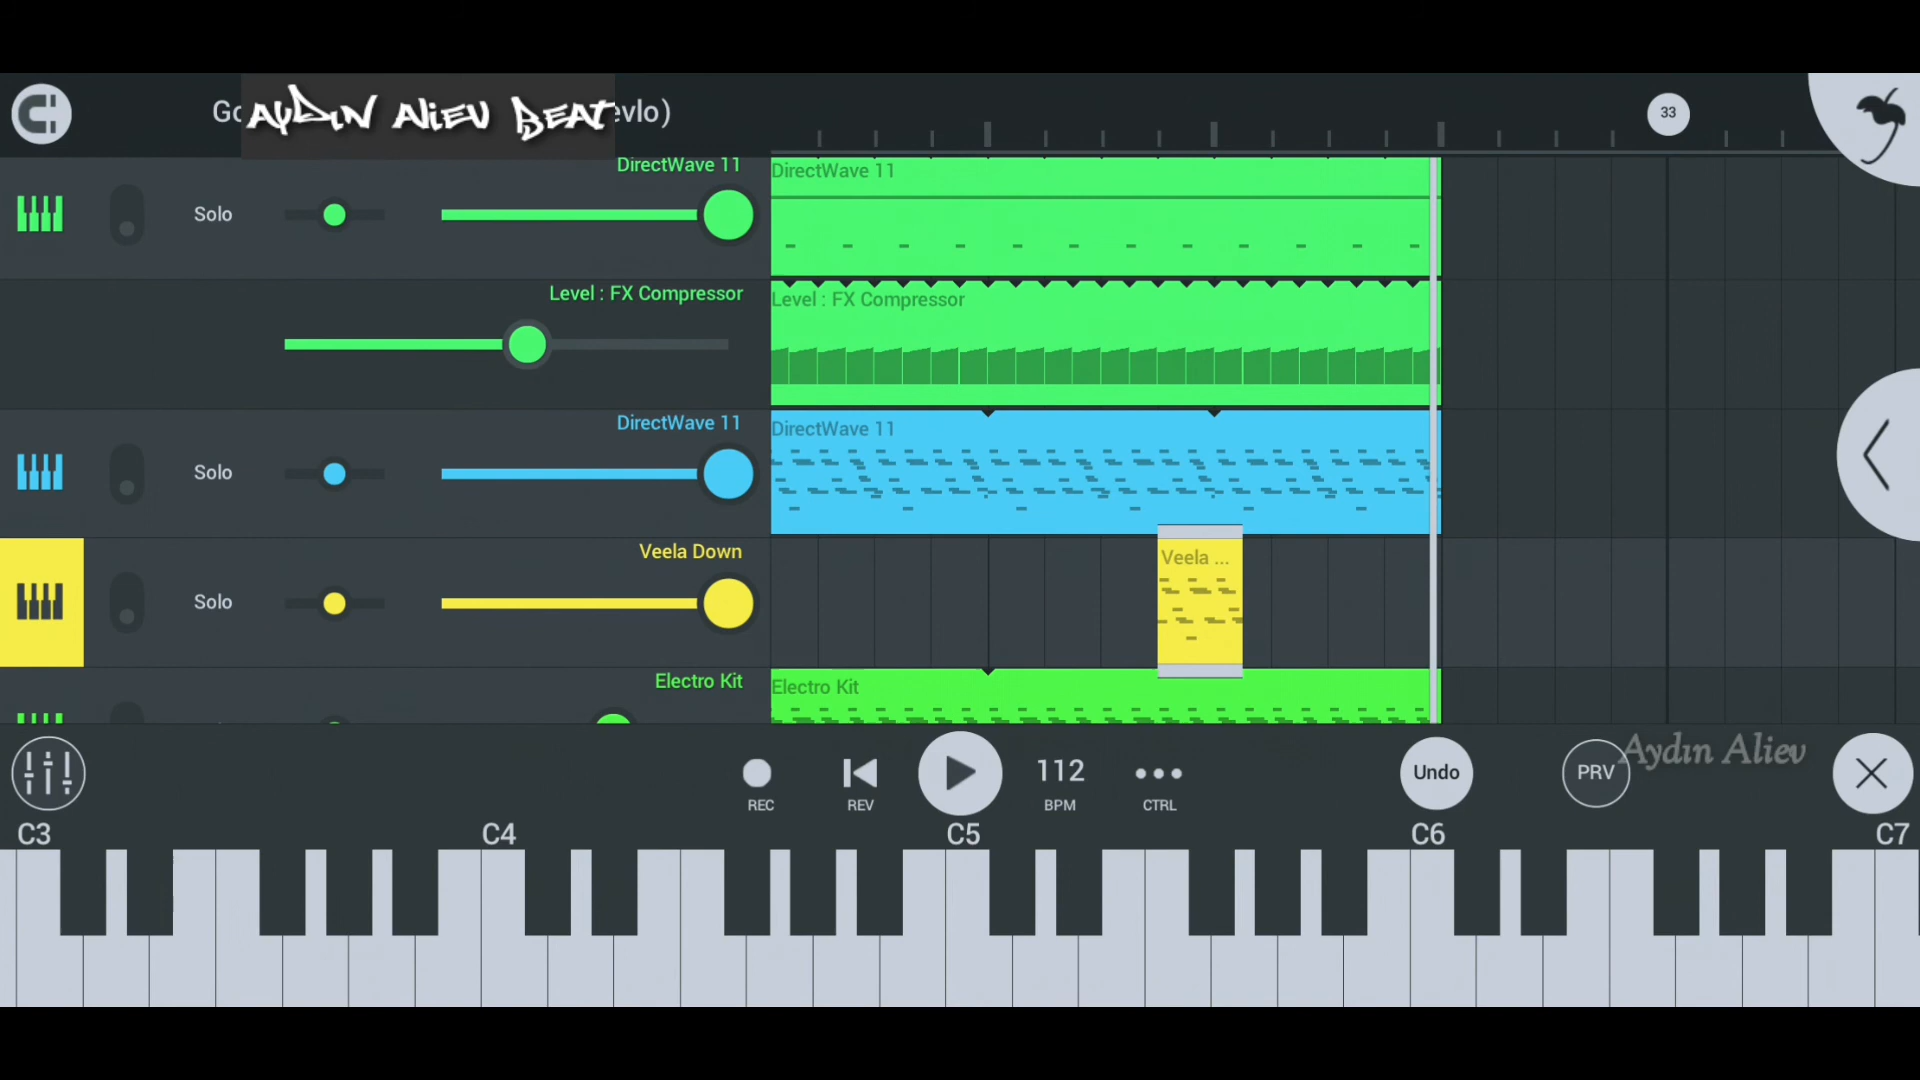 Go
AYDIN ALIEV BEAT
evlo)
33
DirectWave 11
DirectWave 11
Solo
Level : FX Compressor
Level : FX Compressor
DirectWave 11
DirectWave 11
Solo
Veela Down
Veela ...
Solo
Electro Kit
Electro Kit
112
Undo
PRV
Aydın Aliev
REC
REV
BPM
CTRL
C3
C4
C5
C6
C7